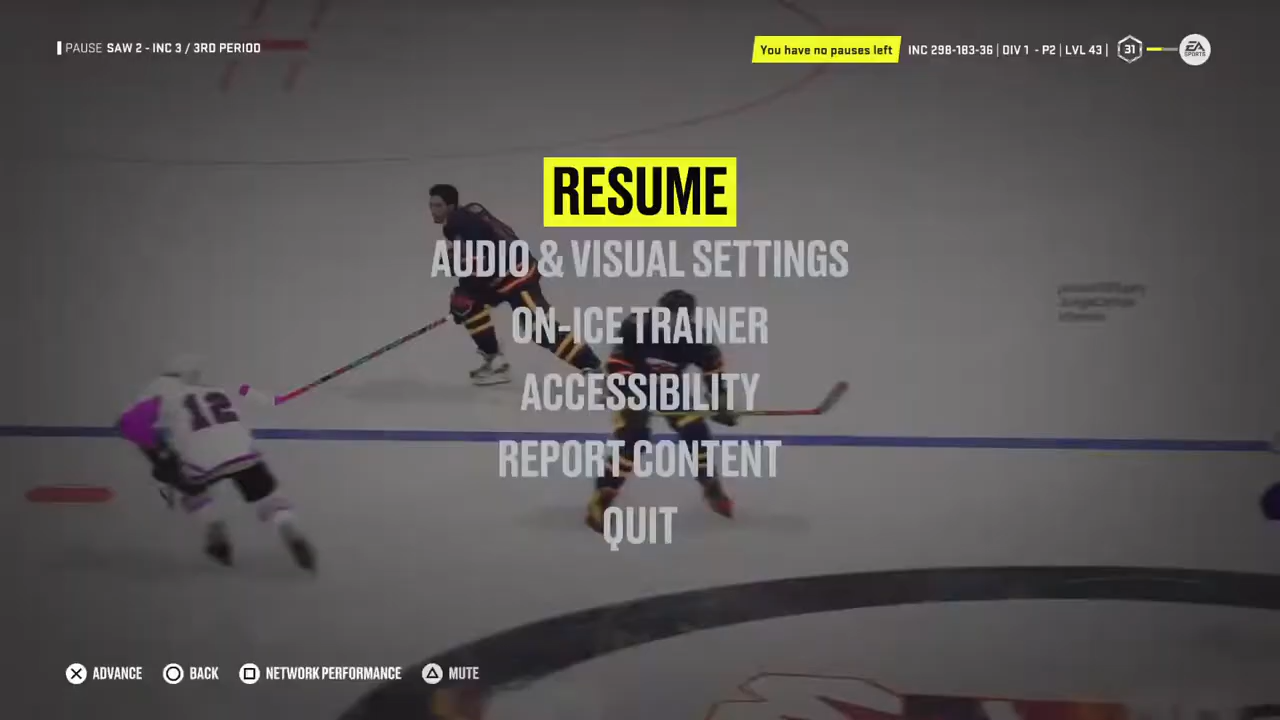 PAUSE SAW 2 - INC 3 / 3RD PERIOD
You have no pauses left
INC 298-183-36 | DIV 1 - P2 | LVL 43 |
31
EA
SPORTS
RESUME
AUDIO & VISUAL SETTINGS
ON-ICE TRAINER
ACCESSIBILITY
REPORT CONTENT
QUIT
12
ADVANCE
BACK
NETWORK PERFORMANCE
MUTE